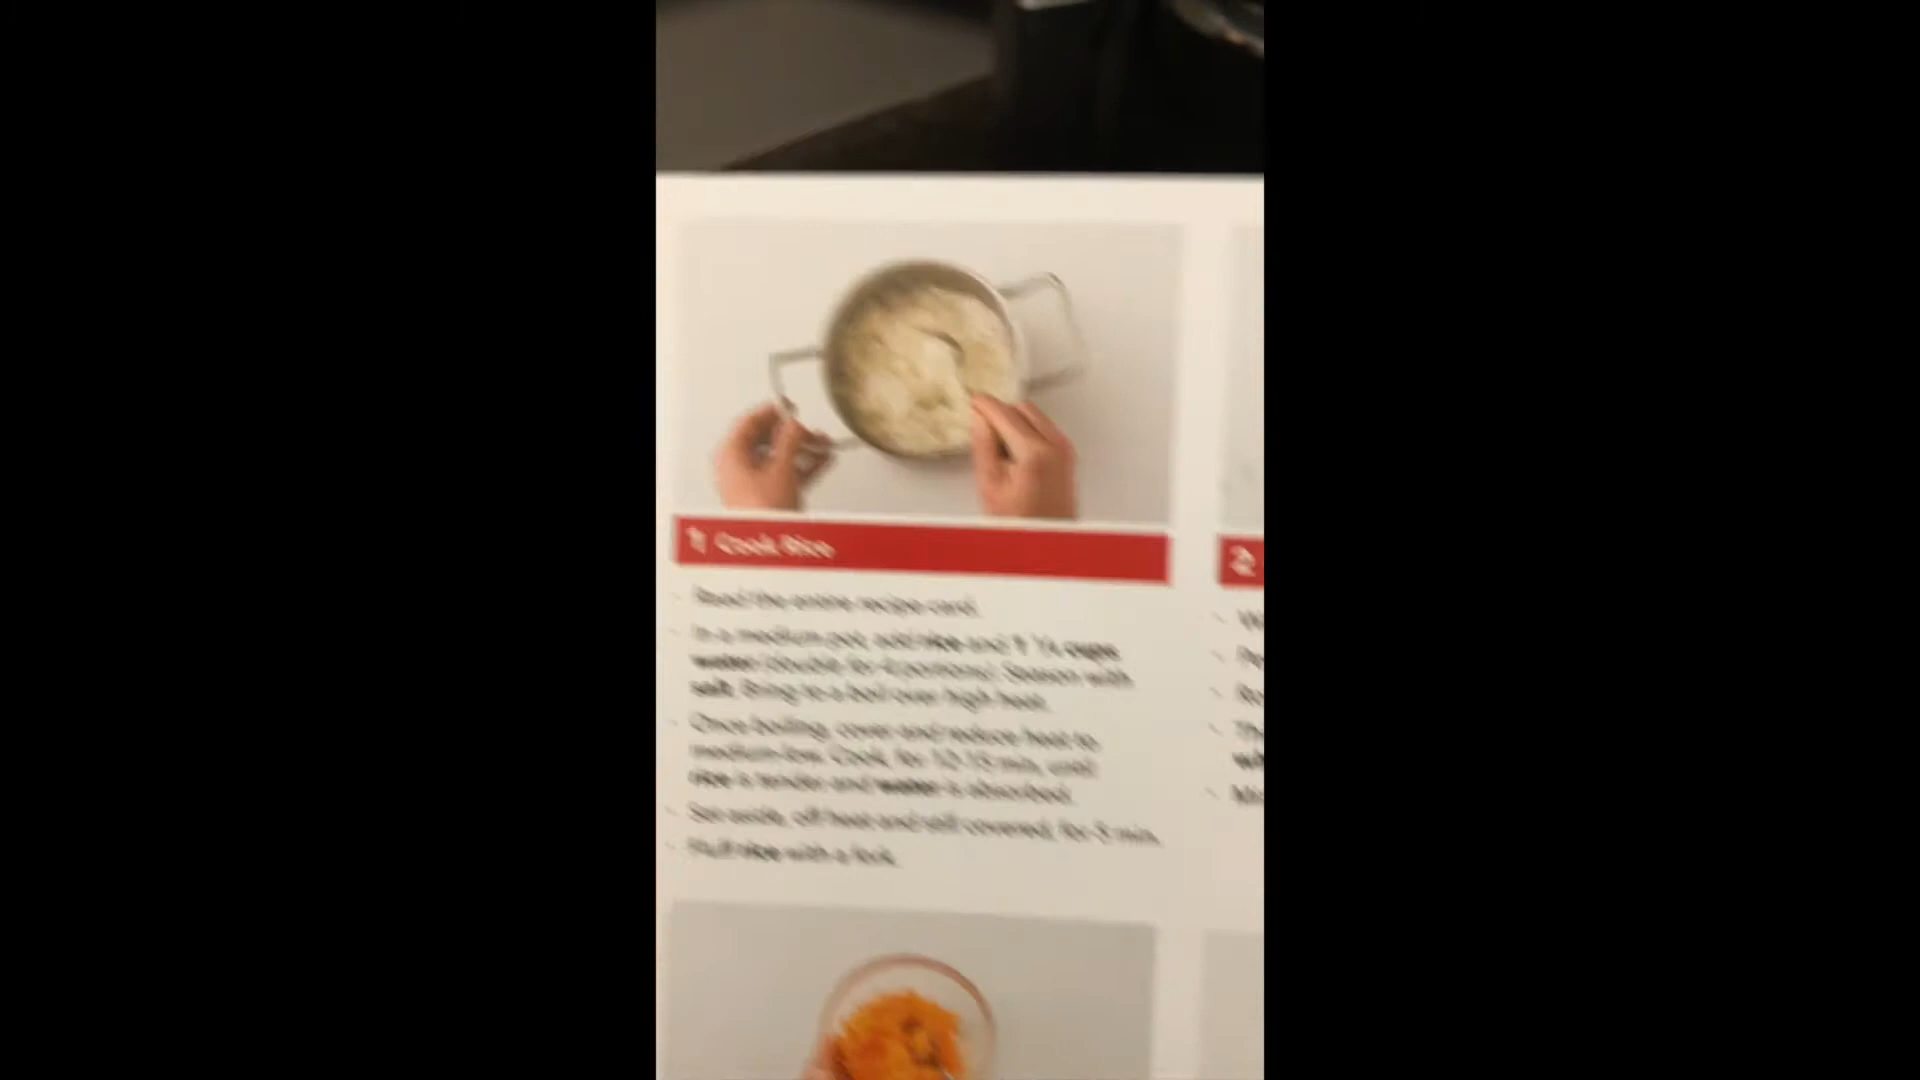 1 Cook Rice
Read the entire recipe card.
In a medium pot, add rice and 1 ¼ cups
water (double for 4 portions). Season with
salt. Bring to a boil over high heat.
Once boiling, cover and reduce heat to
medium-low. Cook, for min, until
rice is tender and water is absorbed.
Set aside, off heat and still covered, for 5 min.
Fluff rice with a fork.
2